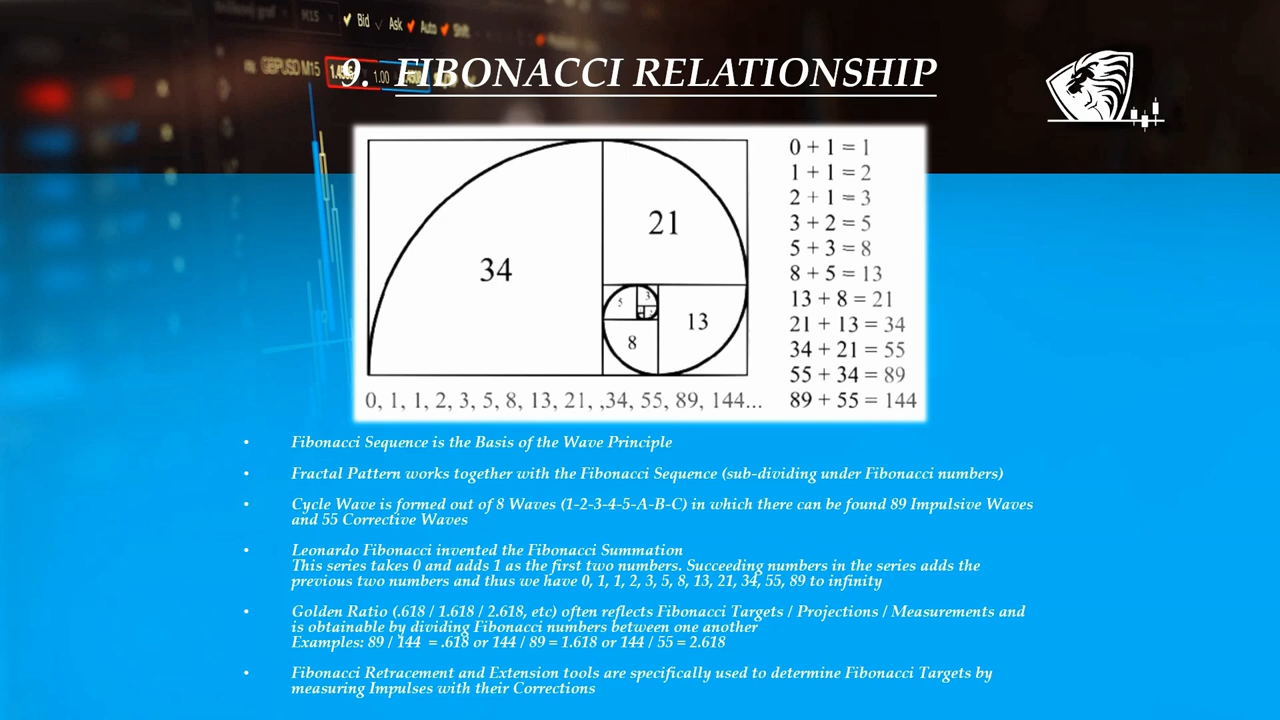 M15
Bid
Ask
Auto
Shift
GBPUSD M15
1.00
9. FIBONACCI RELATIONSHIP
34
21
13
8
5
3
0 + 1 = 1
1 + 1 = 2
2 + 1 = 3
3 + 2 = 5
5 + 3 = 8
8 + 5 = 13
13 + 8 = 21
21 + 13 = 34
34 + 21 = 55
55 + 34 = 89
89 + 55 = 144
0, 1, 1, 2, 3, 5, 8, 13, 21, ,34, 55, 89, 144...
• Fibonacci Sequence is the Basis of the Wave Principle
• Fractal Pattern works together with the Fibonacci Sequence (sub-dividing under Fibonacci numbers)
• Cycle Wave is formed out of 8 Waves (1-2-3-4-5-A-B-C) in which there can be found 89 Impulsive Waves
and 55 Corrective Waves
• Leonardo Fibonacci invented the Fibonacci Summation
This series takes 0 and adds 1 as the first two numbers. Succeeding numbers in the series adds the
previous two numbers and thus we have 0, 1, 1, 2, 3, 5, 8, 13, 21, 34, 55, 89 to infinity
• Golden Ratio (.618 / 1.618 / 2.618, etc) often reflects Fibonacci Targets / Projections / Measurements and
is obtainable by dividing Fibonacci numbers between one another
Examples: 89 / 144 = .618 or 144 / 89 = 1.618 or 144 / 55 = 2.618
• Fibonacci Retracement and Extension tools are specifically used to determine Fibonacci Targets by
measuring Impulses with their Corrections